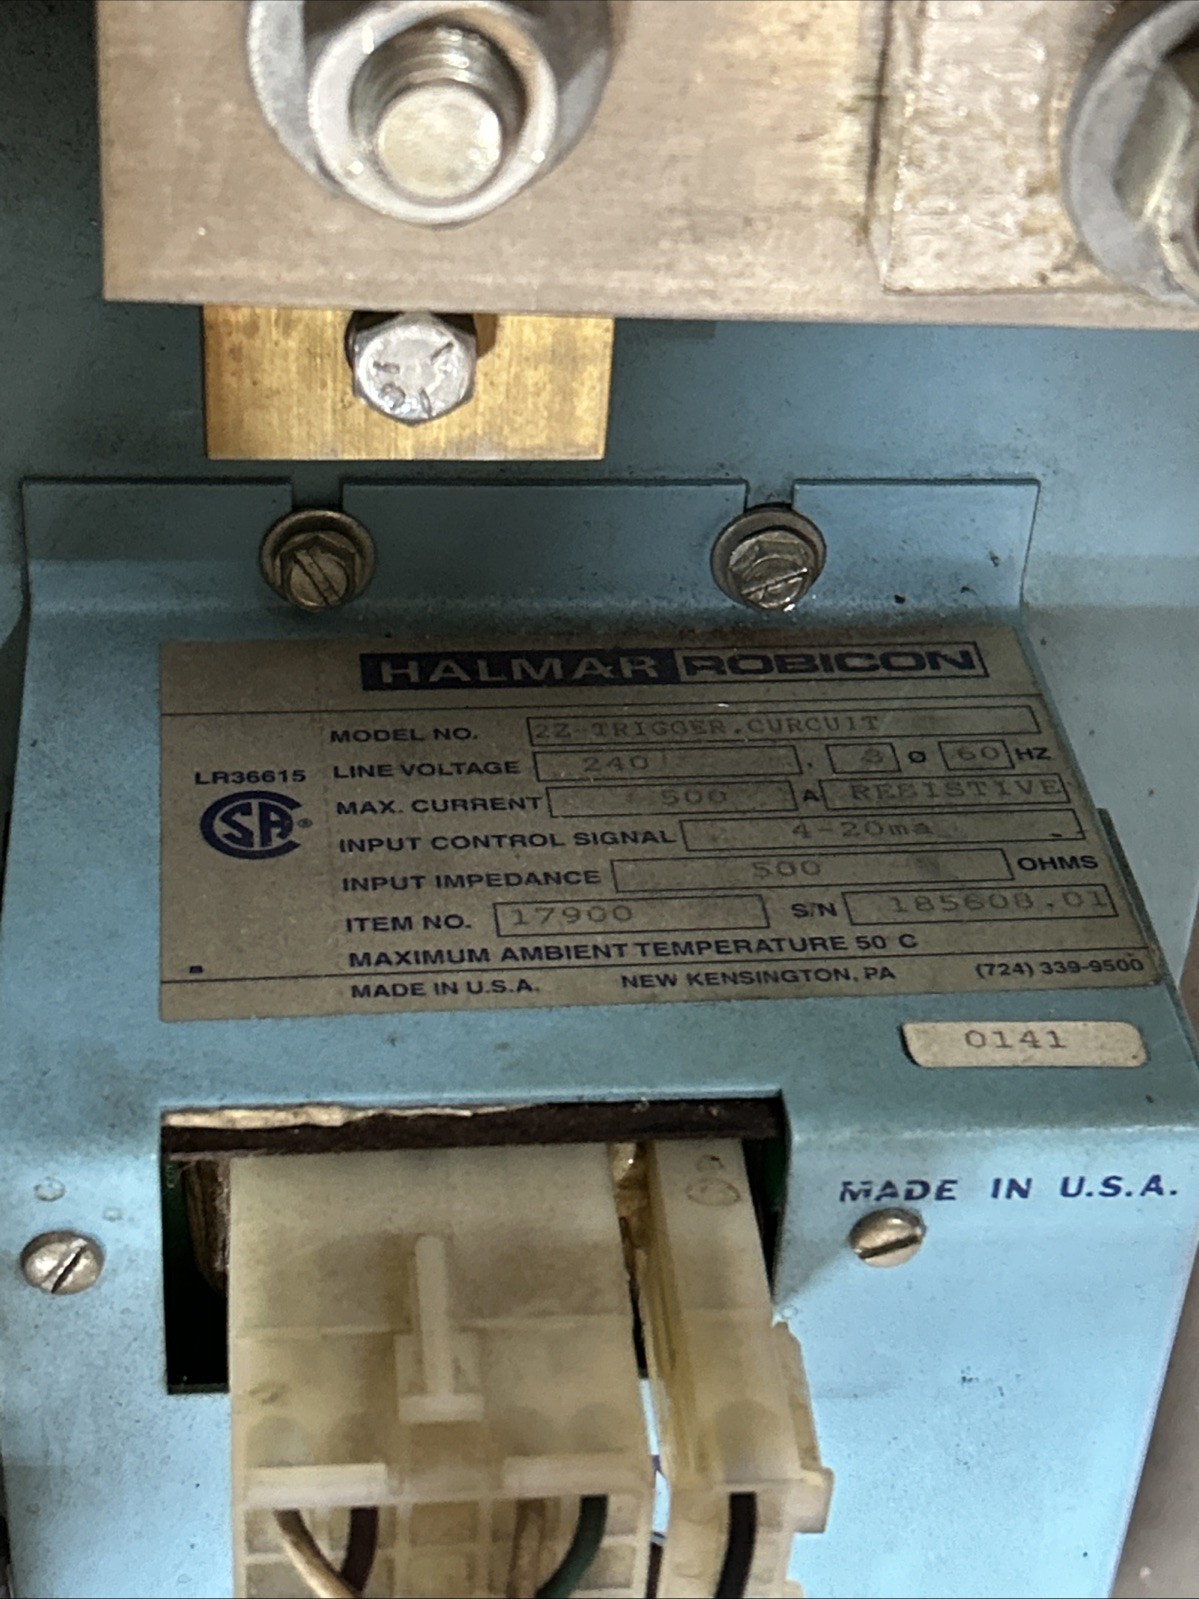 HALMAR ROBICON
MODEL NO. 2Z TRIGGER.CURCUIT
LR36615 LINE VOLTAGE 240 , 3 Ø 60 HZ
MAX. CURRENT 500 A RESISTIVE
CSA ®
INPUT CONTROL SIGNAL 4-20ma
INPUT IMPEDANCE 500 OHMS
ITEM NO. 17900 S/N 185608.01
MAXIMUM AMBIENT TEMPERATURE 50 C
MADE IN U.S.A. NEW KENSINGTON, PA (724) 339-9500
0141
MADE IN U.S.A.